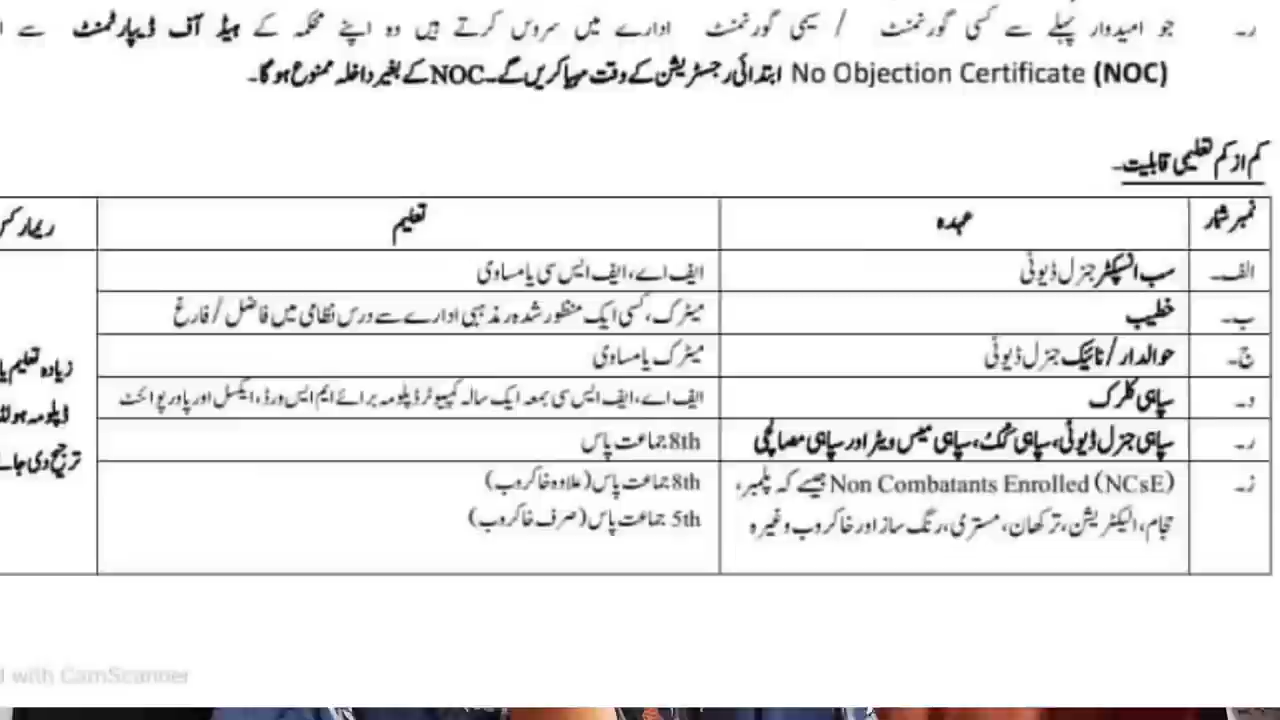 ر۔ جو امیدوار پہلے سے کسی گورنمنٹ / سیمی گورنمنٹ ادارے میں سروس کرتے ہیں وہ اپنے محکمہ کے ہیڈ آف ڈیپارٹمنٹ سے
No Objection Certificate (NOC) ابتدائی رجسٹریشن کے وقت مہیا کریں گے۔ NOC کے بغیر داخلہ ممنوع ہو گا۔
کم از کم تعلیمی قابلیت۔
نمبر شمار عہدہ تعلیم ریمارکس
الف۔ سب انسپکٹر جنرل ڈیوٹی ایف اے، ایف ایس سی یا مساوی
ب۔ خطیب میٹرک، کسی ایک منظور شدہ مذہبی ادارے سے درس نظامی میں فاضل / فارغ
ج۔ حوالدار / نائیک جنرل ڈیوٹی میٹرک یا مساوی
زیادہ تعلیم یا
د۔ سپاہی کلرک ایف اے، ایف ایس سی بمعہ ایک سالہ کمپیوٹر ڈپلومہ برائے ایم ایس ورڈ، ایکسل اور پاور پوائنٹ
ڈپلومہ ہولڈ
ر۔ سپاہی جنرل ڈیوٹی، سپاہی کک، سپاہی میس ویٹر اور سپاہی مصالچی 8th جماعت پاس
ترجیح دی جائے
ز۔ Non Combatants Enrolled (NCsE) جیسے کہ پلمبر، 8th جماعت پاس (علاوہ خاکروب)
حجام، الیکٹریشن، ترکھان، مستری، رنگ ساز اور خاکروب وغیرہ 5th جماعت پاس (صرف خاکروب)
with CamScanner